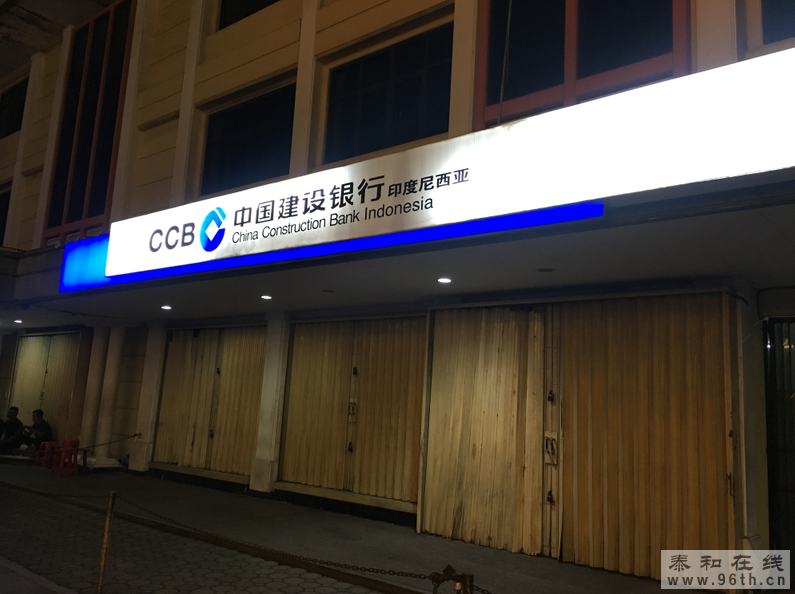 CCB 中国建设银行 印度尼西亚
China Construction Bank Indonesia
泰和在线
www.96th.cn